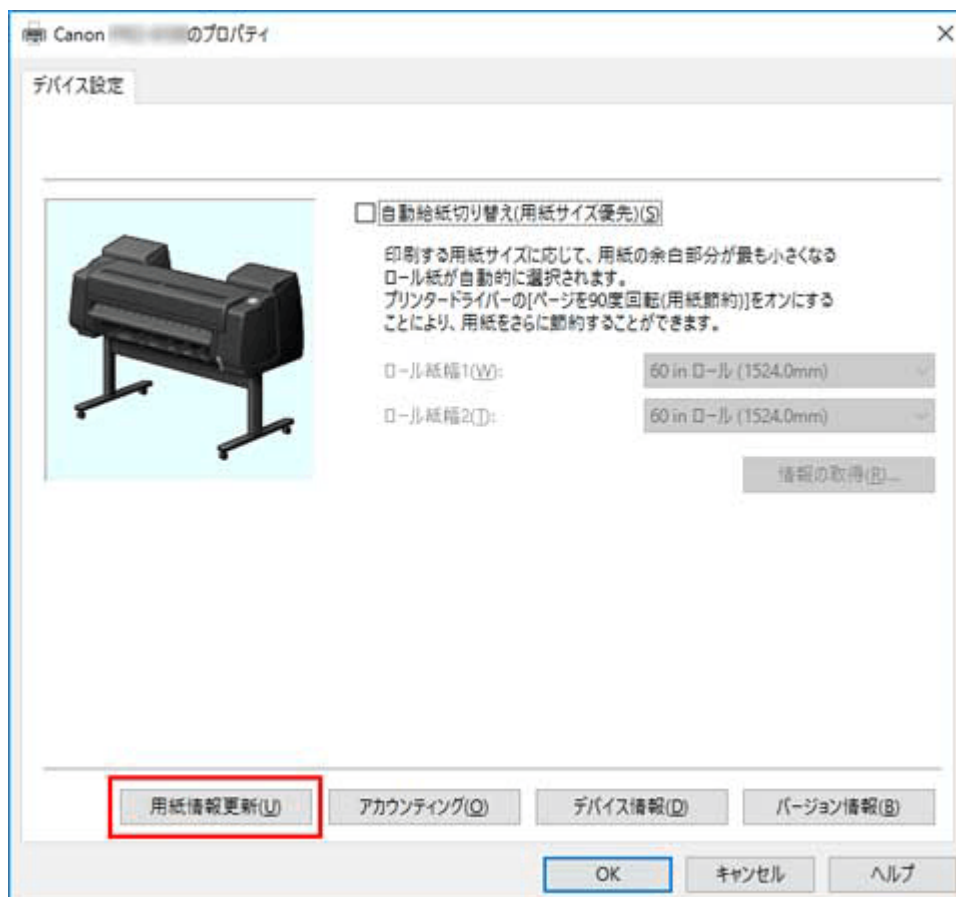 Canon のプロパティ
デバイス設定
自動給紙切り替え(用紙サイズ優先)(S)
印刷する用紙サイズに応じて、用紙の余白部分が最も小さくなる
ロール紙が自動的に選択されます。
プリンタードライバーの[ページを90度回転(用紙節約)]をオンにする
ことにより、用紙をさらに節約することができます。
ロール紙幅1(W): 60 in ロール (1524.0mm)
ロール紙幅2(T): 60 in ロール (1524.0mm)
情報の取得(R)...
用紙情報更新(U) アカウンティング(O) デバイス情報(D) バージョン情報(B)
OK キャンセル ヘルプ